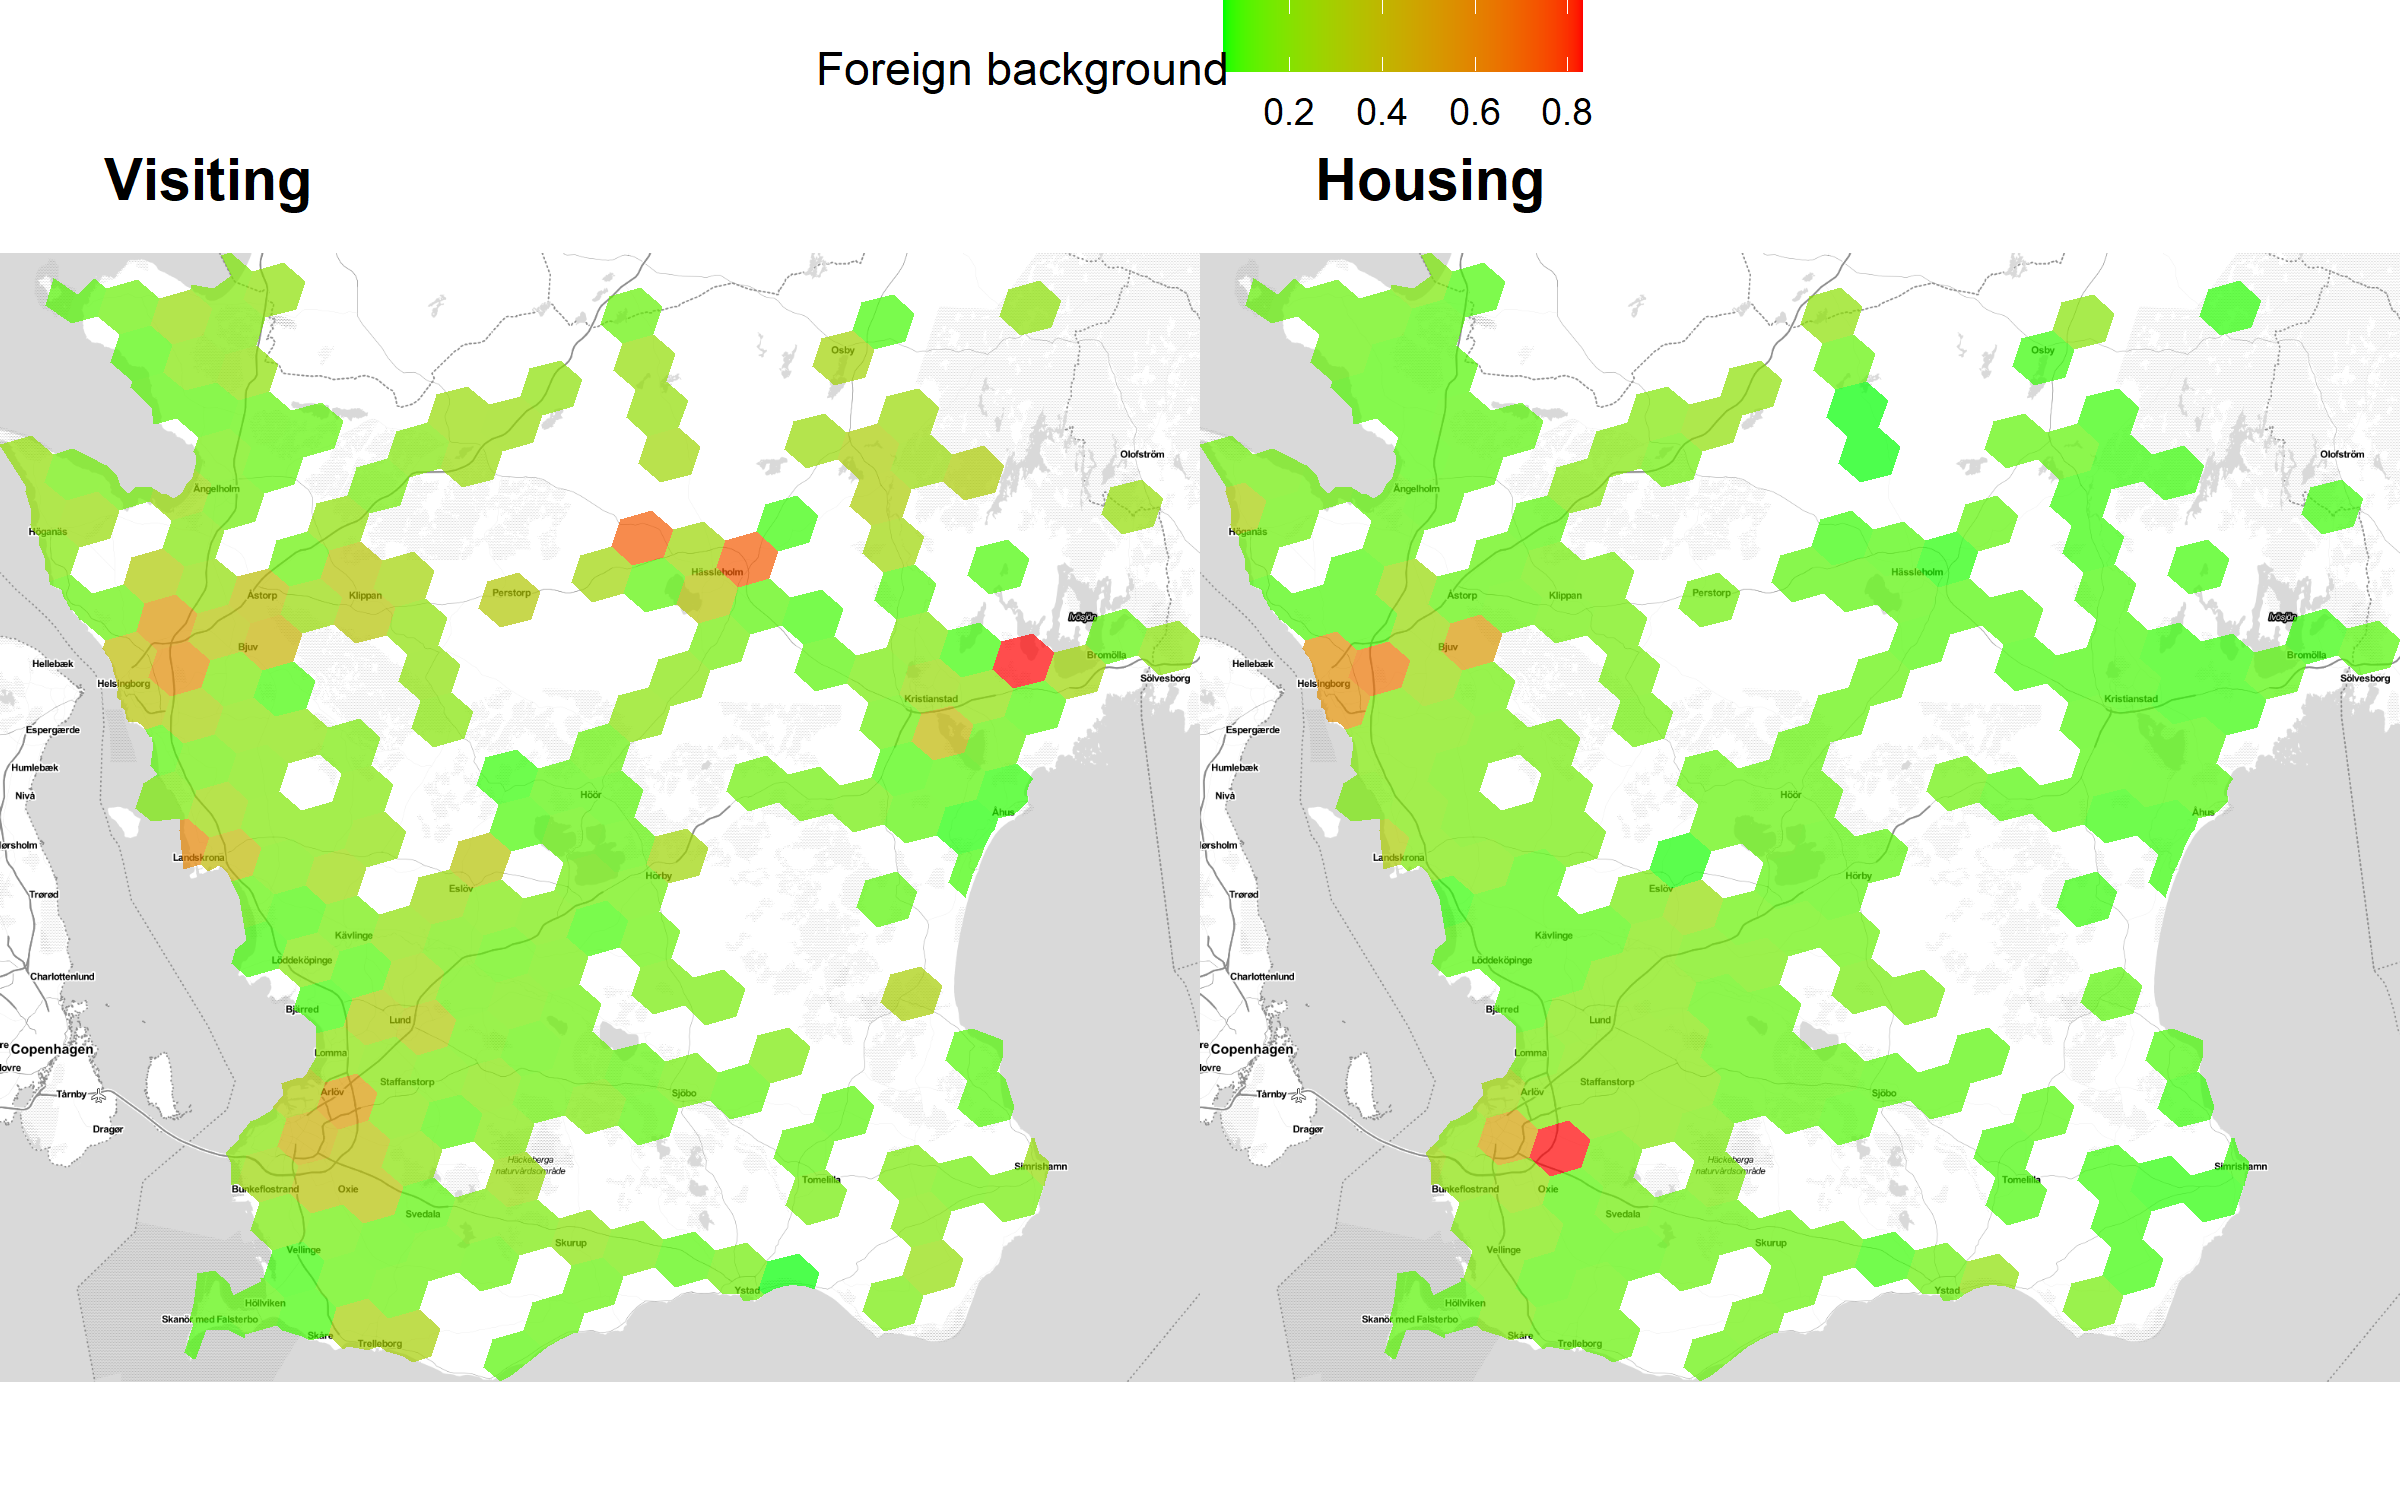 Foreign background
0.2 0.4 0.6 0.8
Visiting
Housing
Osby
Olofström
Ängelholm
Höganäs
Hässleholm
Åstorp
Klippan
Perstorp
Ivösjön
Bjuv
Hellebæk
Helsingborg
Bromölla
Sölvesborg
Kristianstad
Espergærde
Humlebæk
Nivå
Höör
Åhus
ørsholm
Landskrona
Hörby
Eslöv
Trørød
Kävlinge
Löddeköpinge
Charlottenlund
Bjärred
Lund
Copenhagen
Lomma
re
lovre
Staffanstorp
Arlöv
Tårnby
Sjöbo
Dragør
Häckeberga
naturvårdsområde
Simrishamn
Tomelilla
Bunkeflostrand
Oxie
Svedala
Skurup
Vellinge
Ystad
Höllviken
Skanör med Falsterbo
Skåre
Trelleborg
Osby
Olofström
Ängelholm
Höganäs
Hässleholm
Åstorp
Klippan
Perstorp
Ivösjön
Bjuv
Hellebæk
Helsingborg
Bromölla
Sölvesborg
Kristianstad
Espergærde
Humlebæk
Nivå
Höör
Åhus
ørsholm
Landskrona
Hörby
Eslöv
Trørød
Kävlinge
Löddeköpinge
Charlottenlund
Bjärred
Lund
Copenhagen
Lomma
re
lovre
Staffanstorp
Arlöv
Tårnby
Sjöbo
Dragør
Häckeberga
naturvårdsområde
Simrishamn
Tomelilla
Bunkeflostrand
Oxie
Svedala
Skurup
Vellinge
Ystad
Höllviken
Skanör med Falsterbo
Skåre
Trelleborg